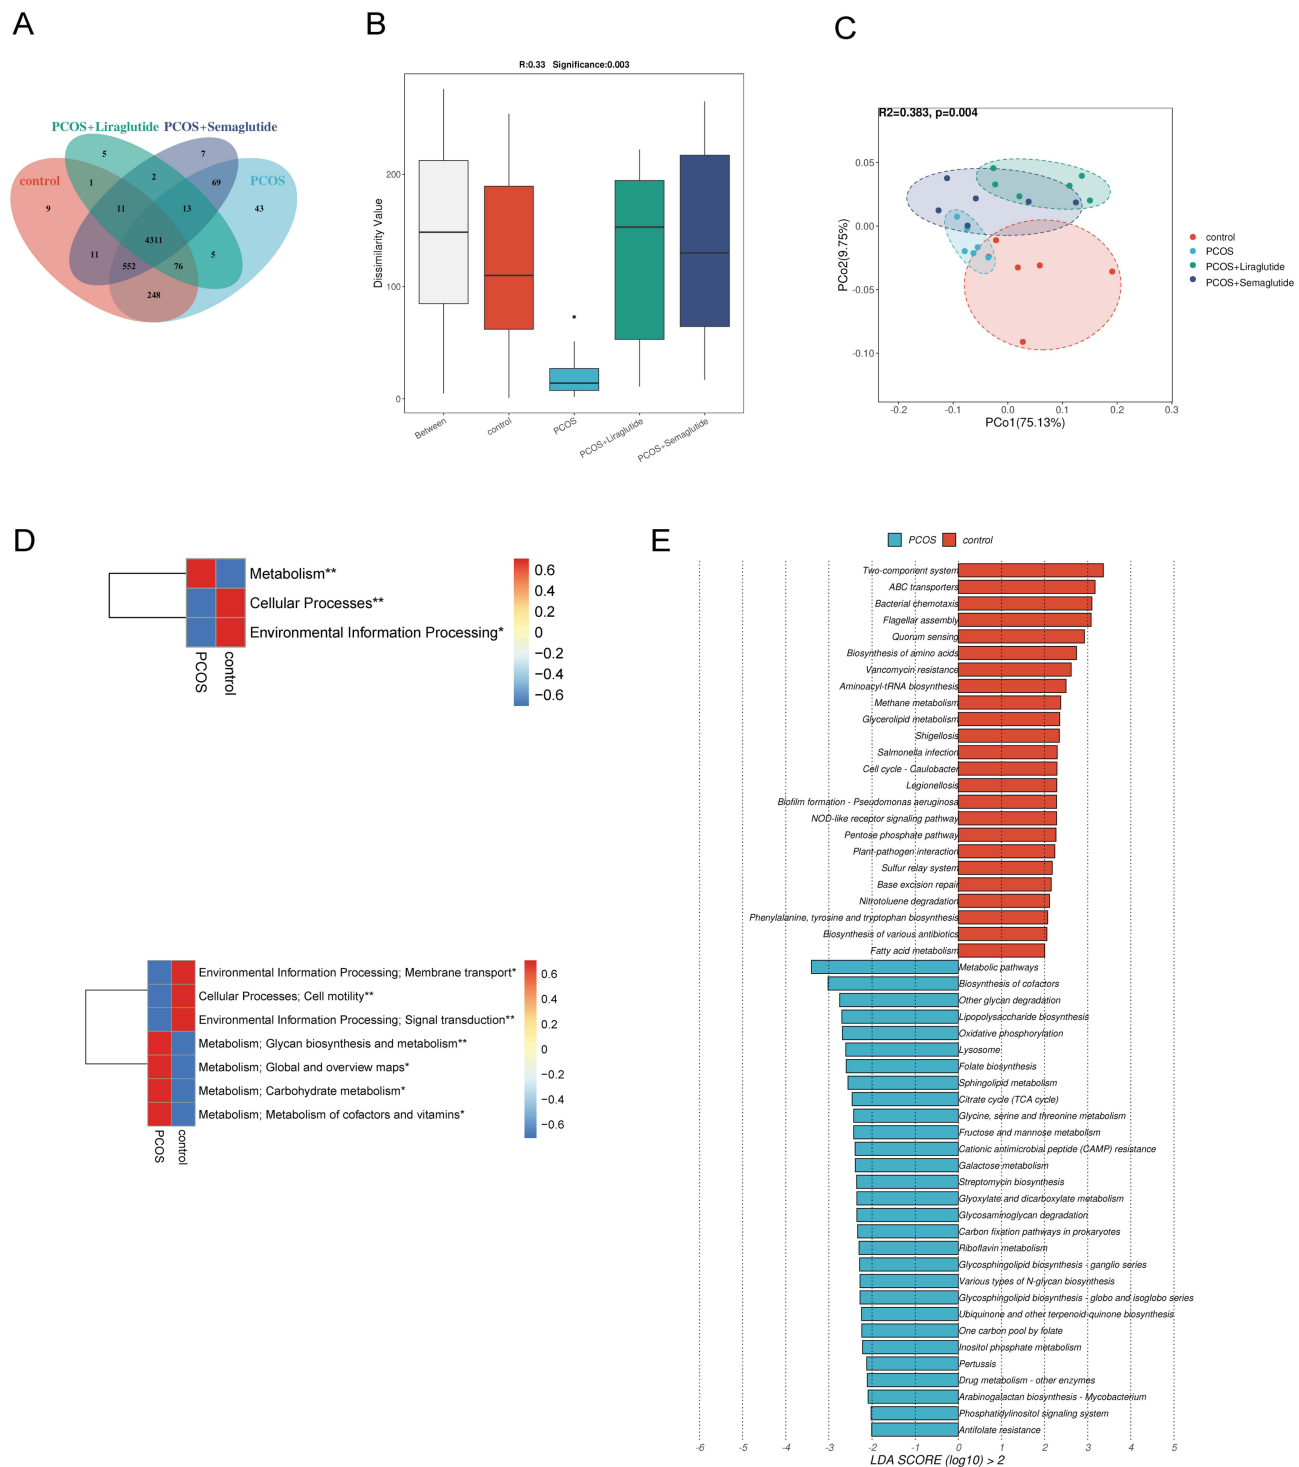 A
PCOS+Liraglutide PCOS+Semaglutide
control
PCOS
5
7
1
2
69
9
11
13
43
4311
11
552
76
5
248
B
R:0.33 Significance:0.003
Dissimilarity Value
200
100
0
Between
control
PCOS
PCOS+Liraglutide
PCOS+Semaglutide
C
R2=0.383, p=0.004
PCo2(9.75%)
0.05
0.00
-0.05
-0.10
-0.2 -0.1 0.0 0.1 0.2 0.3
PCo1(75.13%)
control
PCOS
PCOS+Liraglutide
PCOS+Semaglutide
D
Metabolism**
Cellular Processes**
Environmental Information Processing*
PCOS
control
0.6
0.4
0.2
0
−0.2
−0.4
−0.6
Environmental Information Processing; Membrane transport*
Cellular Processes; Cell motility**
Environmental Information Processing; Signal transduction**
Metabolism; Glycan biosynthesis and metabolism**
Metabolism; Global and overview maps*
Metabolism; Carbohydrate metabolism*
Metabolism; Metabolism of cofactors and vitamins*
PCOS
control
0.6
0.4
0.2
0
−0.2
−0.4
−0.6
E
PCOS control
Two-component system
ABC transporters
Bacterial chemotaxis
Flagellar assembly
Quorum sensing
Biosynthesis of amino acids
Vancomycin resistance
Aminoacyl-tRNA biosynthesis
Methane metabolism
Glycerolipid metabolism
Shigellosis
Salmonella infection
Cell cycle - Caulobacter
Legionellosis
Biofilm formation - Pseudomonas aeruginosa
NOD-like receptor signaling pathway
Pentose phosphate pathway
Plant-pathogen interaction
Sulfur relay system
Base excision repair
Nitrotoluene degradation
Phenylalanine, tyrosine and tryptophan biosynthesis
Biosynthesis of various antibiotics
Fatty acid metabolism
Metabolic pathways
Biosynthesis of cofactors
Other glycan degradation
Lipopolysaccharide biosynthesis
Oxidative phosphorylation
Lysosome
Folate biosynthesis
Sphingolipid metabolism
Citrate cycle (TCA cycle)
Glycine, serine and threonine metabolism
Fructose and mannose metabolism
Cationic antimicrobial peptide (CAMP) resistance
Galactose metabolism
Streptomycin biosynthesis
Glyoxylate and dicarboxylate metabolism
Glycosaminoglycan degradation
Carbon fixation pathways in prokaryotes
Riboflavin metabolism
Glycosphingolipid biosynthesis - ganglio series
Various types of N-glycan biosynthesis
Glycosphingolipid biosynthesis - globo and isoglobo series
Ubiquinone and other terpenoid-quinone biosynthesis
One carbon pool by folate
Inositol phosphate metabolism
Pertussis
Drug metabolism - other enzymes
Arabinogalactan biosynthesis - Mycobacterium
Phosphatidylinositol signaling system
Antifolate resistance
-6 -5 -4 -3 -2 -1 0 1 2 3 4 5
LDA SCORE (log10) > 2